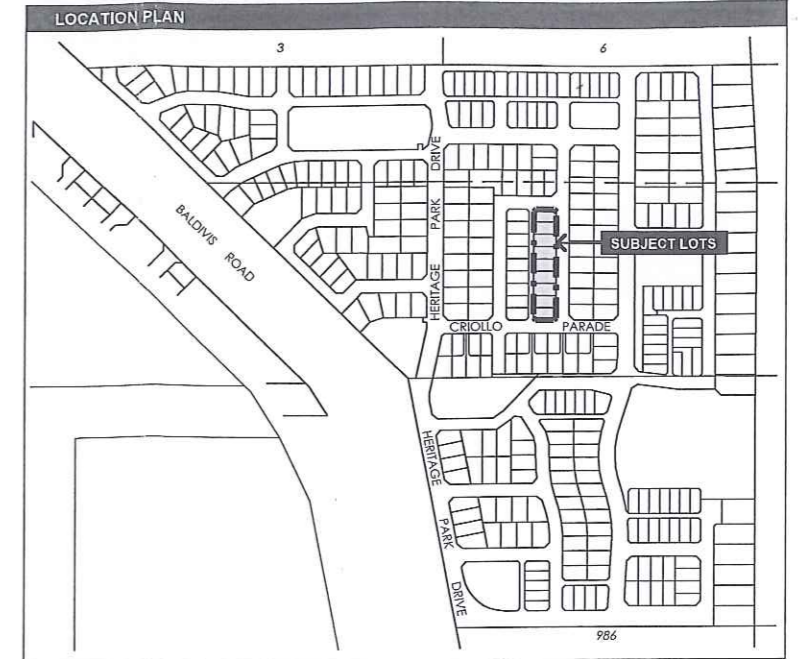 LOCATION PLAN
3
6
HERITAGE PARK DRIVE
BALDIVIS ROAD
SUBJECT LOTS
CRIOLLO PARADE
HERITAGE PARK DRIVE
986